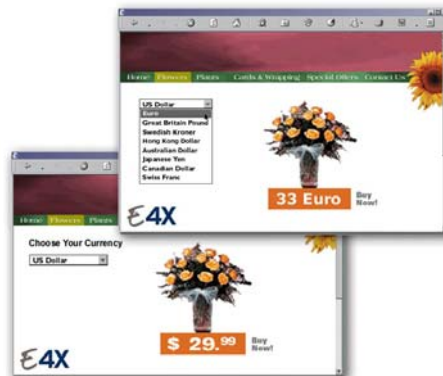 Home Flowers Plants Cards & Wrapping Special Offers Contact Us
US Dollar
Euro
Great Britain Pound
Swedish Kroner
Hong Kong Dollar
Australian Dollar
Japanese Yen
Canadian Dollar
Swiss Franc
33 Euro
Buy
Now!
E4X
Home Flowers Plants
Choose Your Currency
US Dollar
$ 29.99
Buy
Now!
E4X